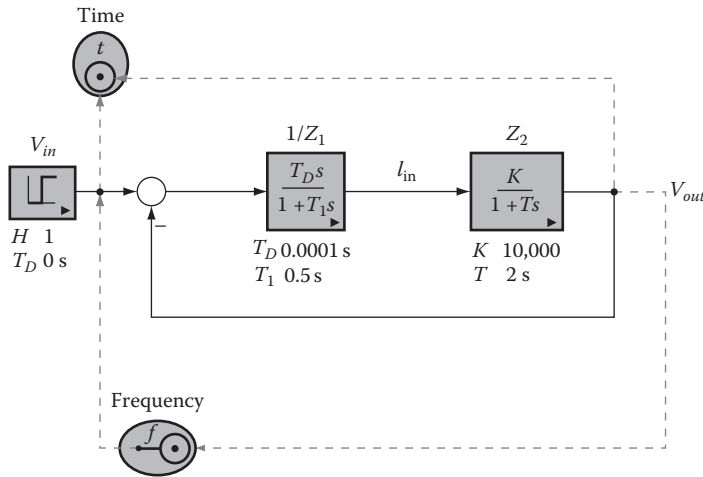 Time
t
V_in
H 1
T_D 0 s
1/Z_1
T_D s
1 + T_1 s
T_D 0.0001 s
T_1 0.5 s
l_in
Z_2
K
1 + Ts
K 10,000
T 2 s
V_out
−
Frequency
f